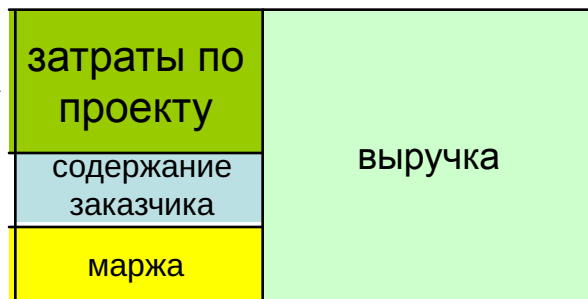 затраты по
проекту
содержание
заказчика
маржа
выручка